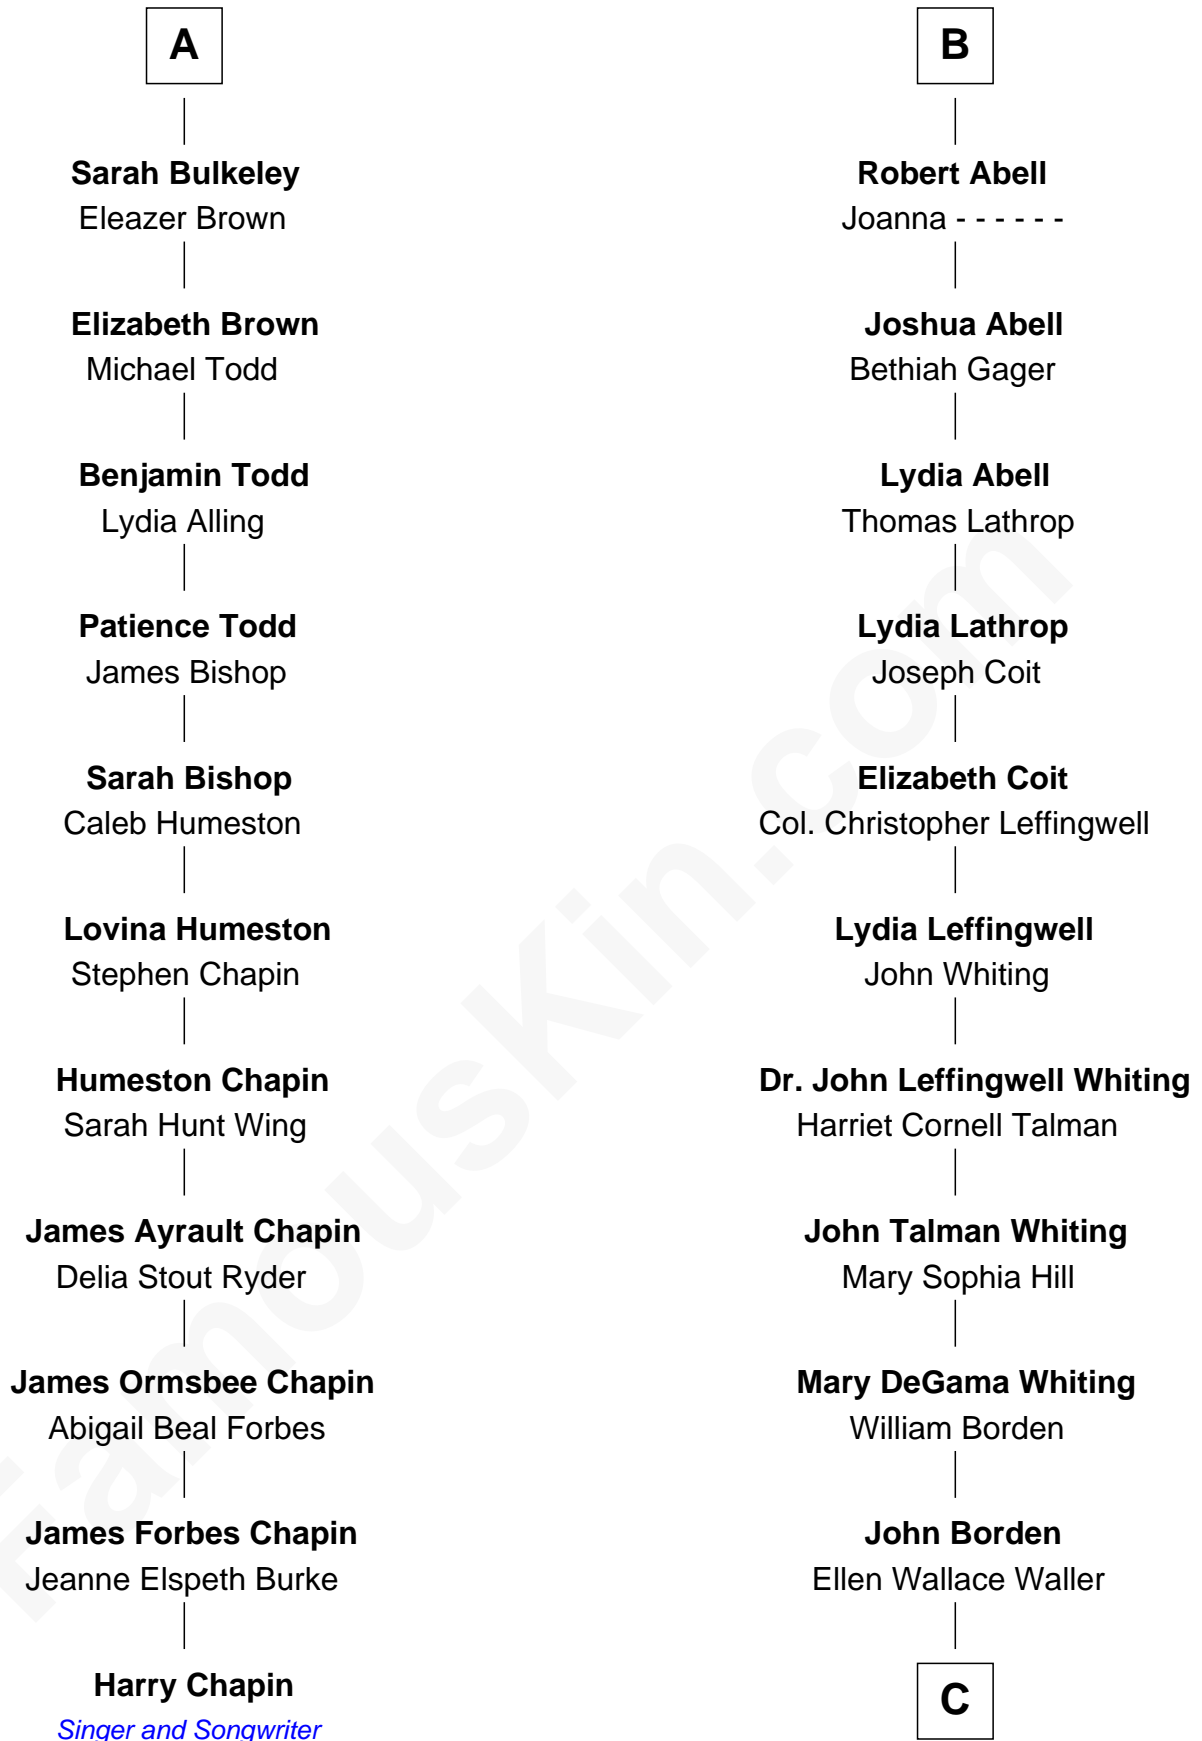 A
Sarah Bulkeley
Eleazer Brown
Elizabeth Brown
Michael Todd
Benjamin Todd
Lydia Alling
Patience Todd
James Bishop
Sarah Bishop
Caleb Humeston
Lovina Humeston
Stephen Chapin
Humeston Chapin
Sarah Hunt Wing
James Ayrault Chapin
Delia Stout Ryder
James Ormsbee Chapin
Abigail Beal Forbes
James Forbes Chapin
Jeanne Elspeth Burke
Harry Chapin
Singer and Songwriter
B
Robert Abell
Joanna - - - - - -
Joshua Abell
Bethiah Gager
Lydia Abell
Thomas Lathrop
Lydia Lathrop
Joseph Coit
Elizabeth Coit
Col. Christopher Leffingwell
Lydia Leffingwell
John Whiting
Dr. John Leffingwell Whiting
Harriet Cornell Talman
John Talman Whiting
Mary Sophia Hill
Mary DeGama Whiting
William Borden
John Borden
Ellen Wallace Waller
C
FamousKin.com